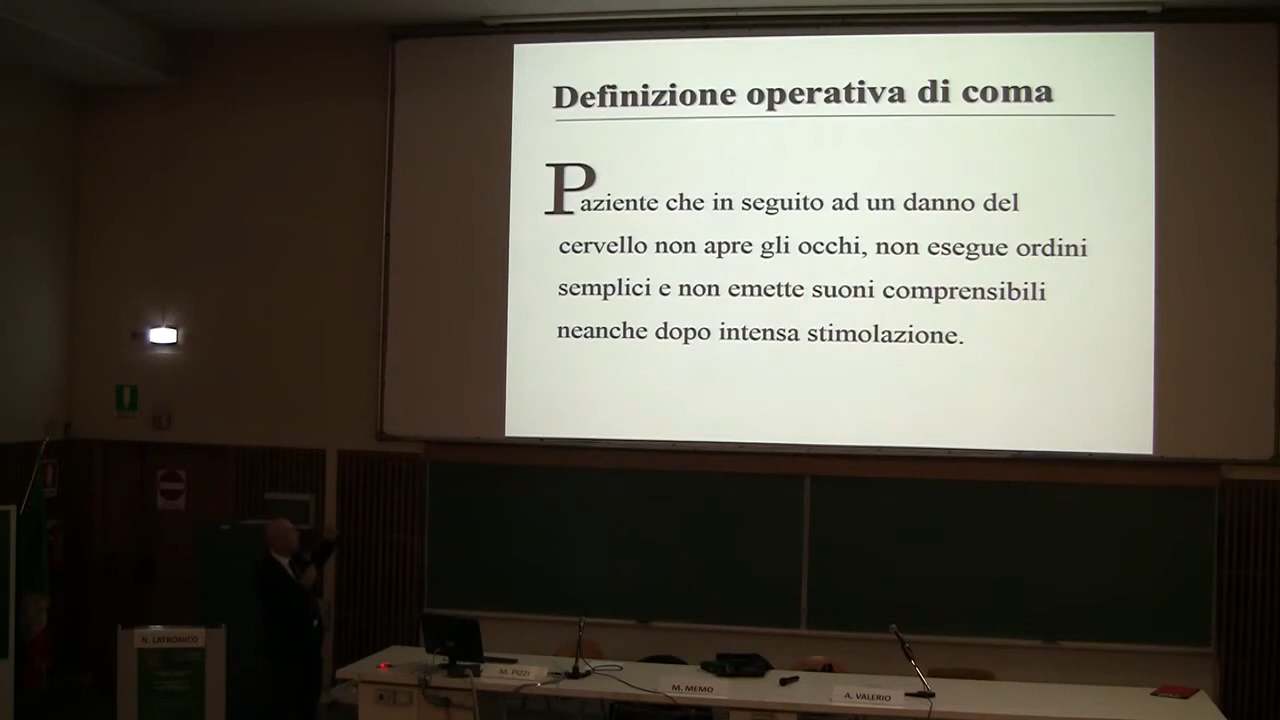 Definizione operativa di coma
Paziente che in seguito ad un danno del
cervello non apre gli occhi, non esegue ordini
semplici e non emette suoni comprensibili
neanche dopo intensa stimolazione.
N. LATRONICO
M. PIZZI
M. MEMO
A. VALERIO